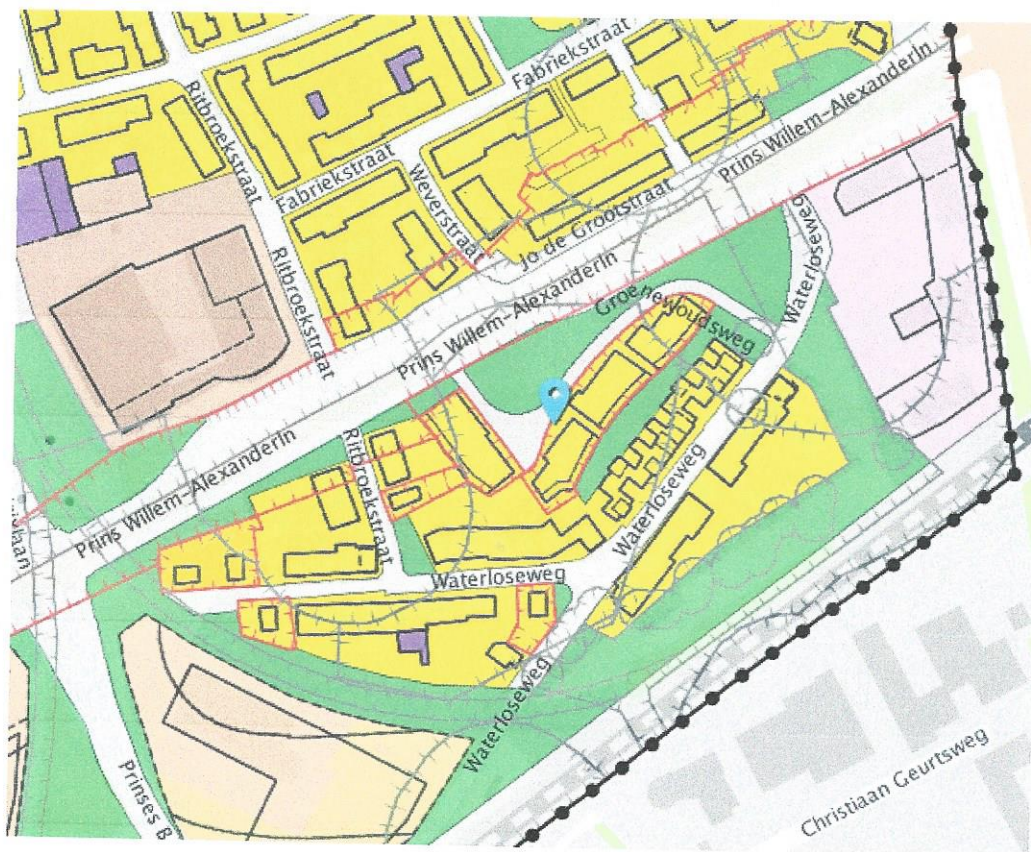 Fabriekstraat
Ritbroekstraat
Prins Willem-Alexanderln
Fabriekstraat
Weverstraat
Jo de Grootstraat
Waterloseweg
Ritbroekstraat
Prins Willem-Alexanderln
Groenewoudsweg
Prins Willem-Alexanderln
Ritbroekstraat
Waterloseweg
Waterloseweg
Waterloseweg
Prinses B
Christiaan Geurtsweg